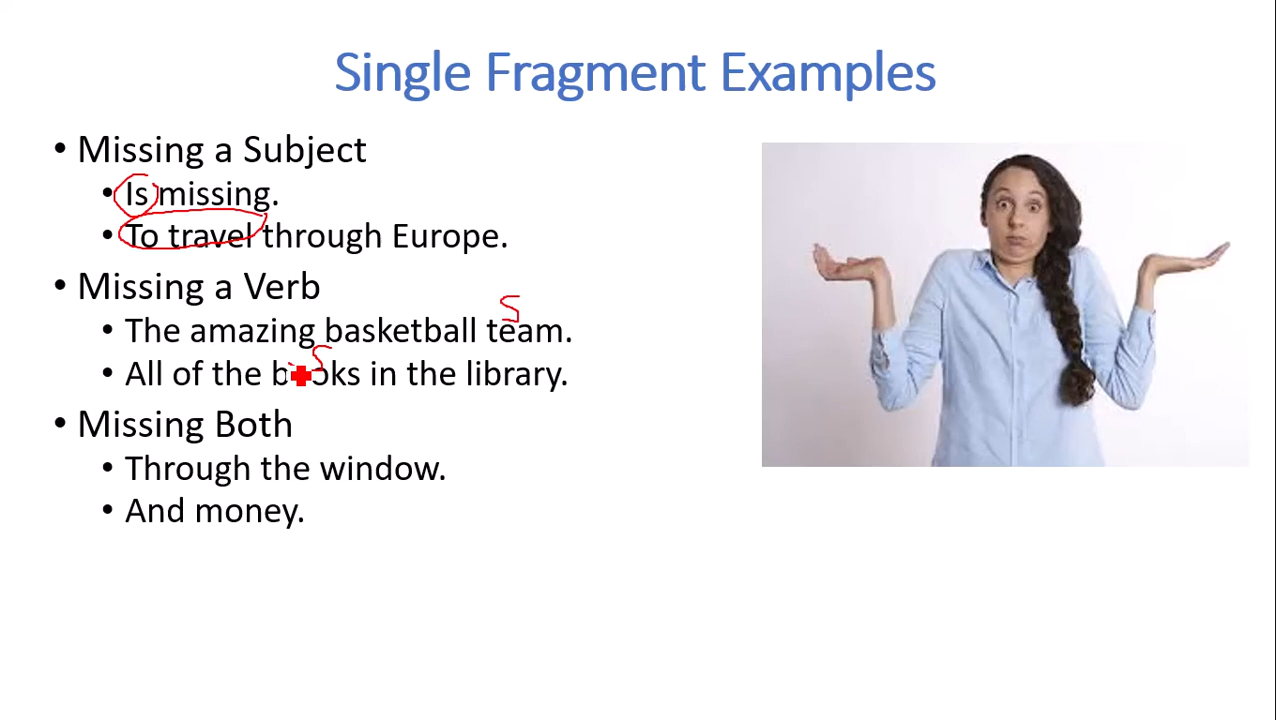 Single Fragment Examples
• Missing a Subject
• Is missing.
• To travel through Europe.
• Missing a Verb
S
• The amazing basketball team.
S
• All of the books in the library.
• Missing Both
• Through the window.
• And money.